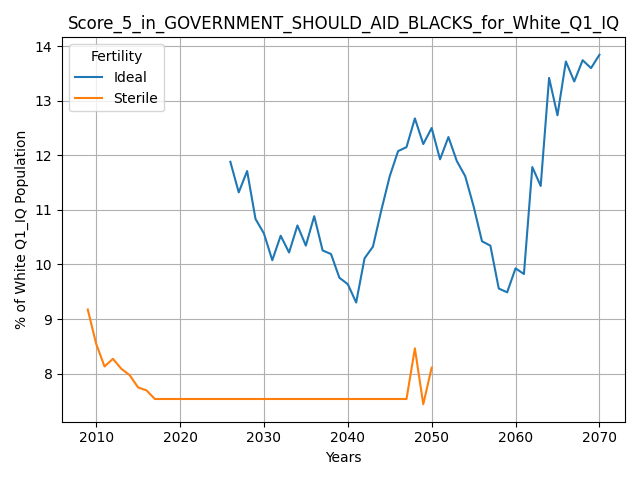 Score_5_in_GOVERNMENT_SHOULD_AID_BLACKS_for_White_Q1_IQ
Fertility
Ideal
Sterile
% of White Q1_IQ Population
14
13
12
11
10
9
8
2010 2020 2030 2040 2050 2060 2070
Years